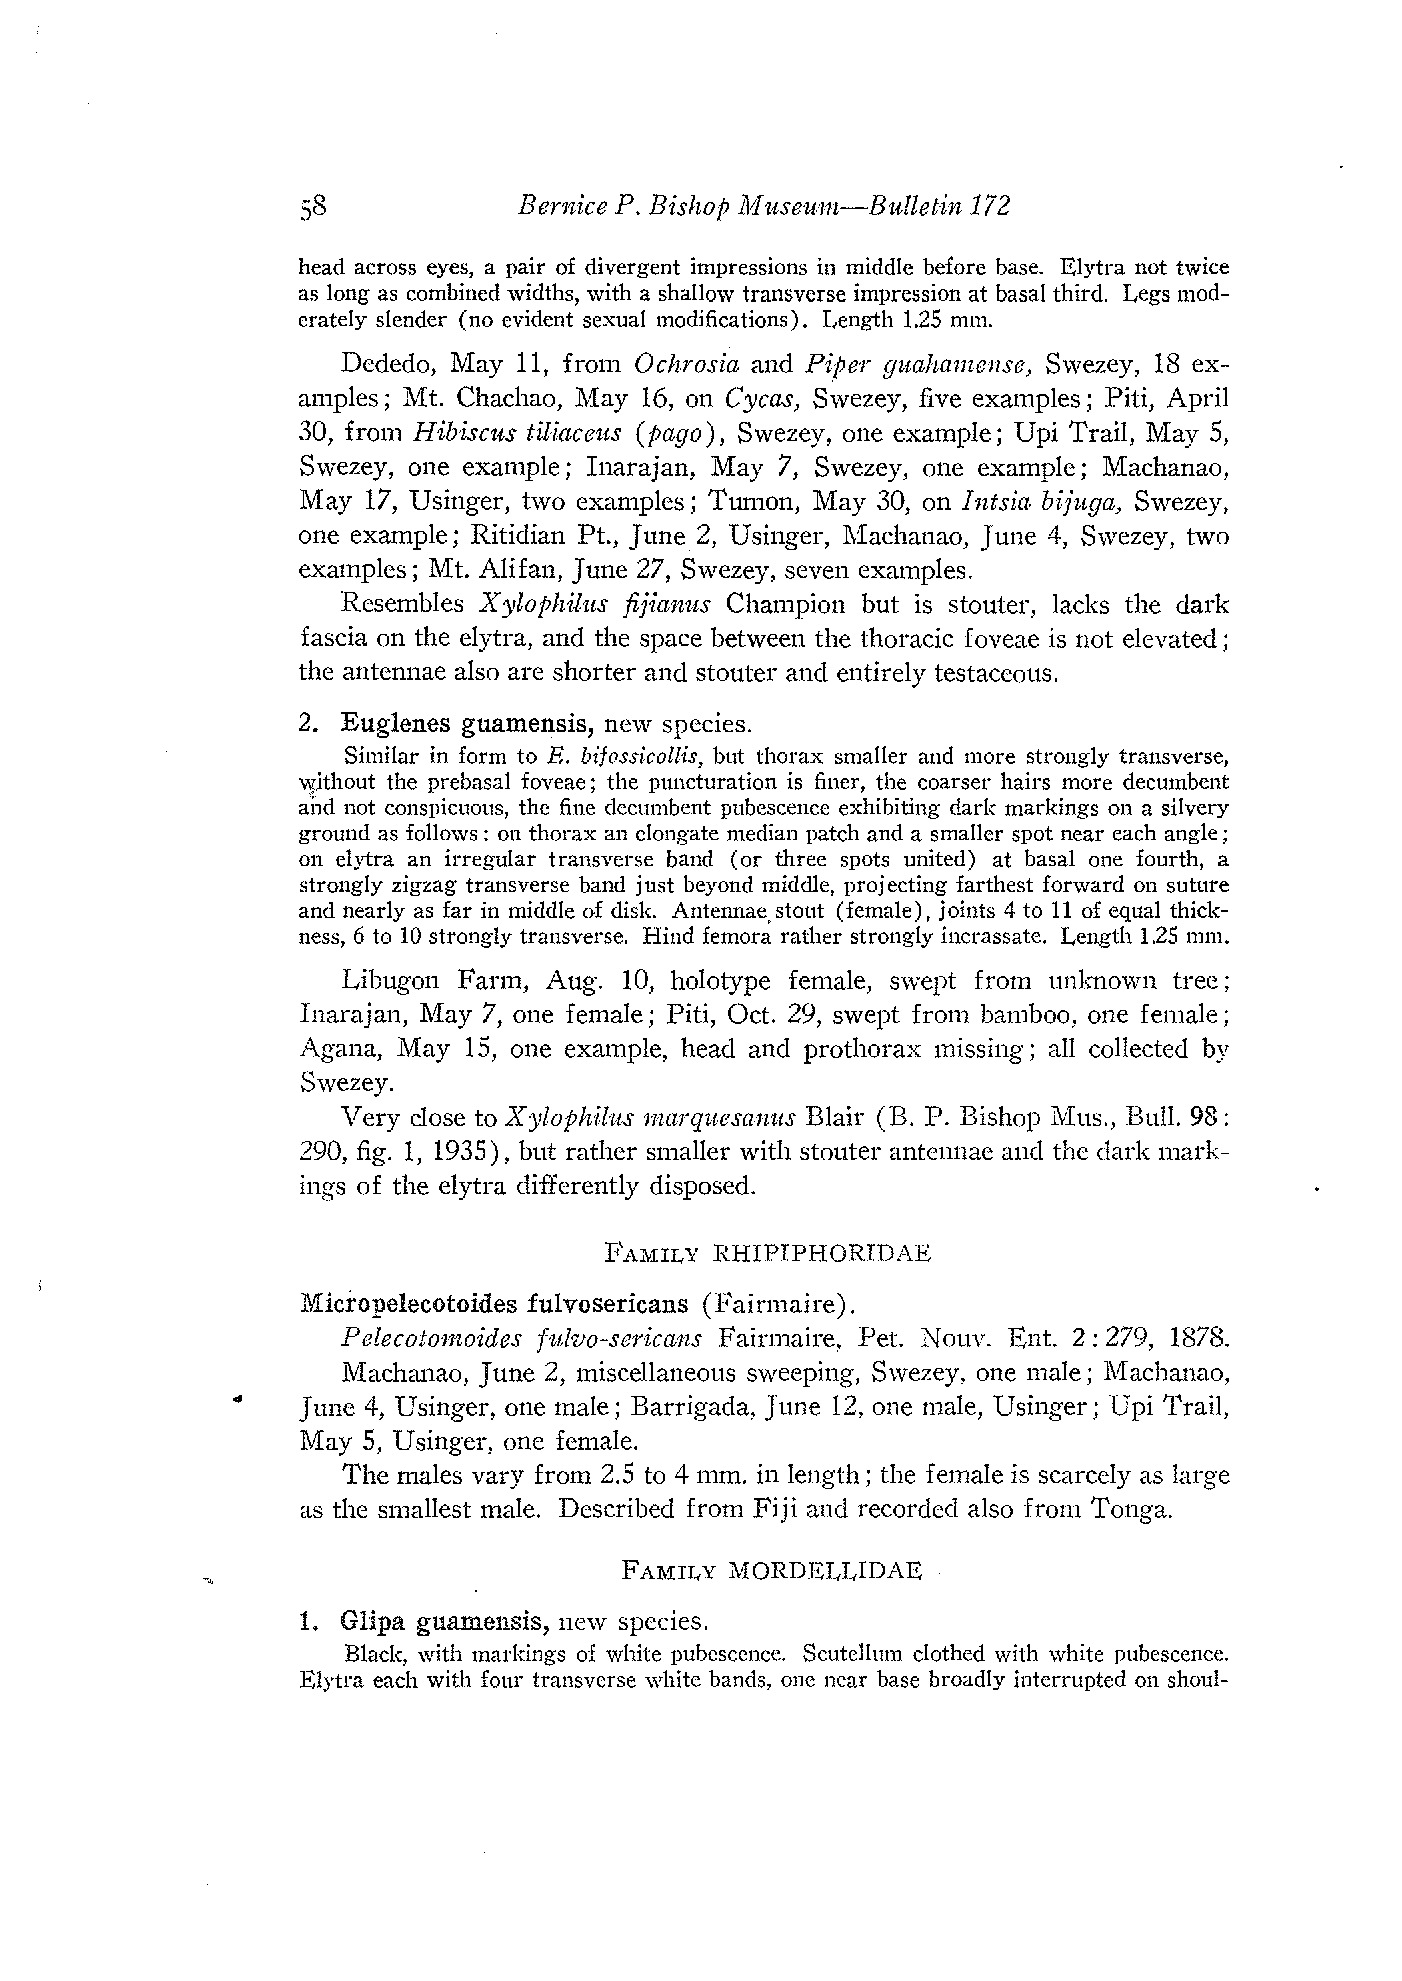 58 Bernice P. Bishop Museum—Bulletin 172
head across eyes, a pair of divergent impressions in middle before base. Elytra not twice
as long as combined widths, with a shallow transverse impression at basal third. Legs mod-
erately slender (no evident sexual modifications). Length 1.25 mm.
Dededo, May 11, from Ochrosia and Piper guahamense, Swezey, 18 ex-
amples; Mt. Chachao, May 16, on Cycas, Swezey, five examples; Piti, April
30, from Hibiscus tiliaceus (pago), Swezey, one example; Upi Trail, May 5,
Swezey, one example; Inarajan, May 7, Swezey, one example; Machanao,
May 17, Usinger, two examples; Tumon, May 30, on Intsia bijuga, Swezey,
one example; Ritidian Pt., June 2, Usinger, Machanao, June 4, Swezey, two
examples; Mt. Alifan, June 27, Swezey, seven examples.
Resembles Xylophilus fijianus Champion but is stouter, lacks the dark
fascia on the elytra, and the space between the thoracic foveae is not elevated;
the antennae also are shorter and stouter and entirely testaceous.
2. Euglenes guamensis, new species.
Similar in form to E. bifossicollis, but thorax smaller and more strongly transverse,
without the prebasal foveae; the puncturation is finer, the coarser hairs more decumbent
and not conspicuous, the fine decumbent pubescence exhibiting dark markings on a silvery
ground as follows: on thorax an elongate median patch and a smaller spot near each angle;
on elytra an irregular transverse band (or three spots united) at basal one fourth, a
strongly zigzag transverse band just beyond middle, projecting farthest forward on suture
and nearly as far in middle of disk. Antennae stout (female), joints 4 to 11 of equal thick-
ness, 6 to 10 strongly transverse. Hind femora rather strongly incrassate. Length 1.25 mm.
Libugon Farm, Aug. 10, holotype female, swept from unknown tree;
Inarajan, May 7, one female; Piti, Oct. 29, swept from bamboo, one female;
Agana, May 15, one example, head and prothorax missing; all collected by
Swezey.
Very close to Xylophilus marquesanus Blair (B. P. Bishop Mus., Bull. 98:
290, fig. 1, 1935), but rather smaller with stouter antennae and the dark mark-
ings of the elytra differently disposed.
FAMILY RHIPIPHORIDAE
Micropelecotoides fulvosericans (Fairmaire).
Pelecotomoides fulvo-sericans Fairmaire, Pet. Nouv. Ent. 2:279, 1878.
Machanao, June 2, miscellaneous sweeping, Swezey, one male; Machanao,
June 4, Usinger, one male; Barrigada, June 12, one male, Usinger; Upi Trail,
May 5, Usinger, one female.
The males vary from 2.5 to 4 mm. in length; the female is scarcely as large
as the smallest male. Described from Fiji and recorded also from Tonga.
FAMILY MORDELLIDAE
1. Glipa guamensis, new species.
Black, with markings of white pubescence. Scutellum clothed with white pubescence.
Elytra each with four transverse white bands, one near base broadly interrupted on shoul-